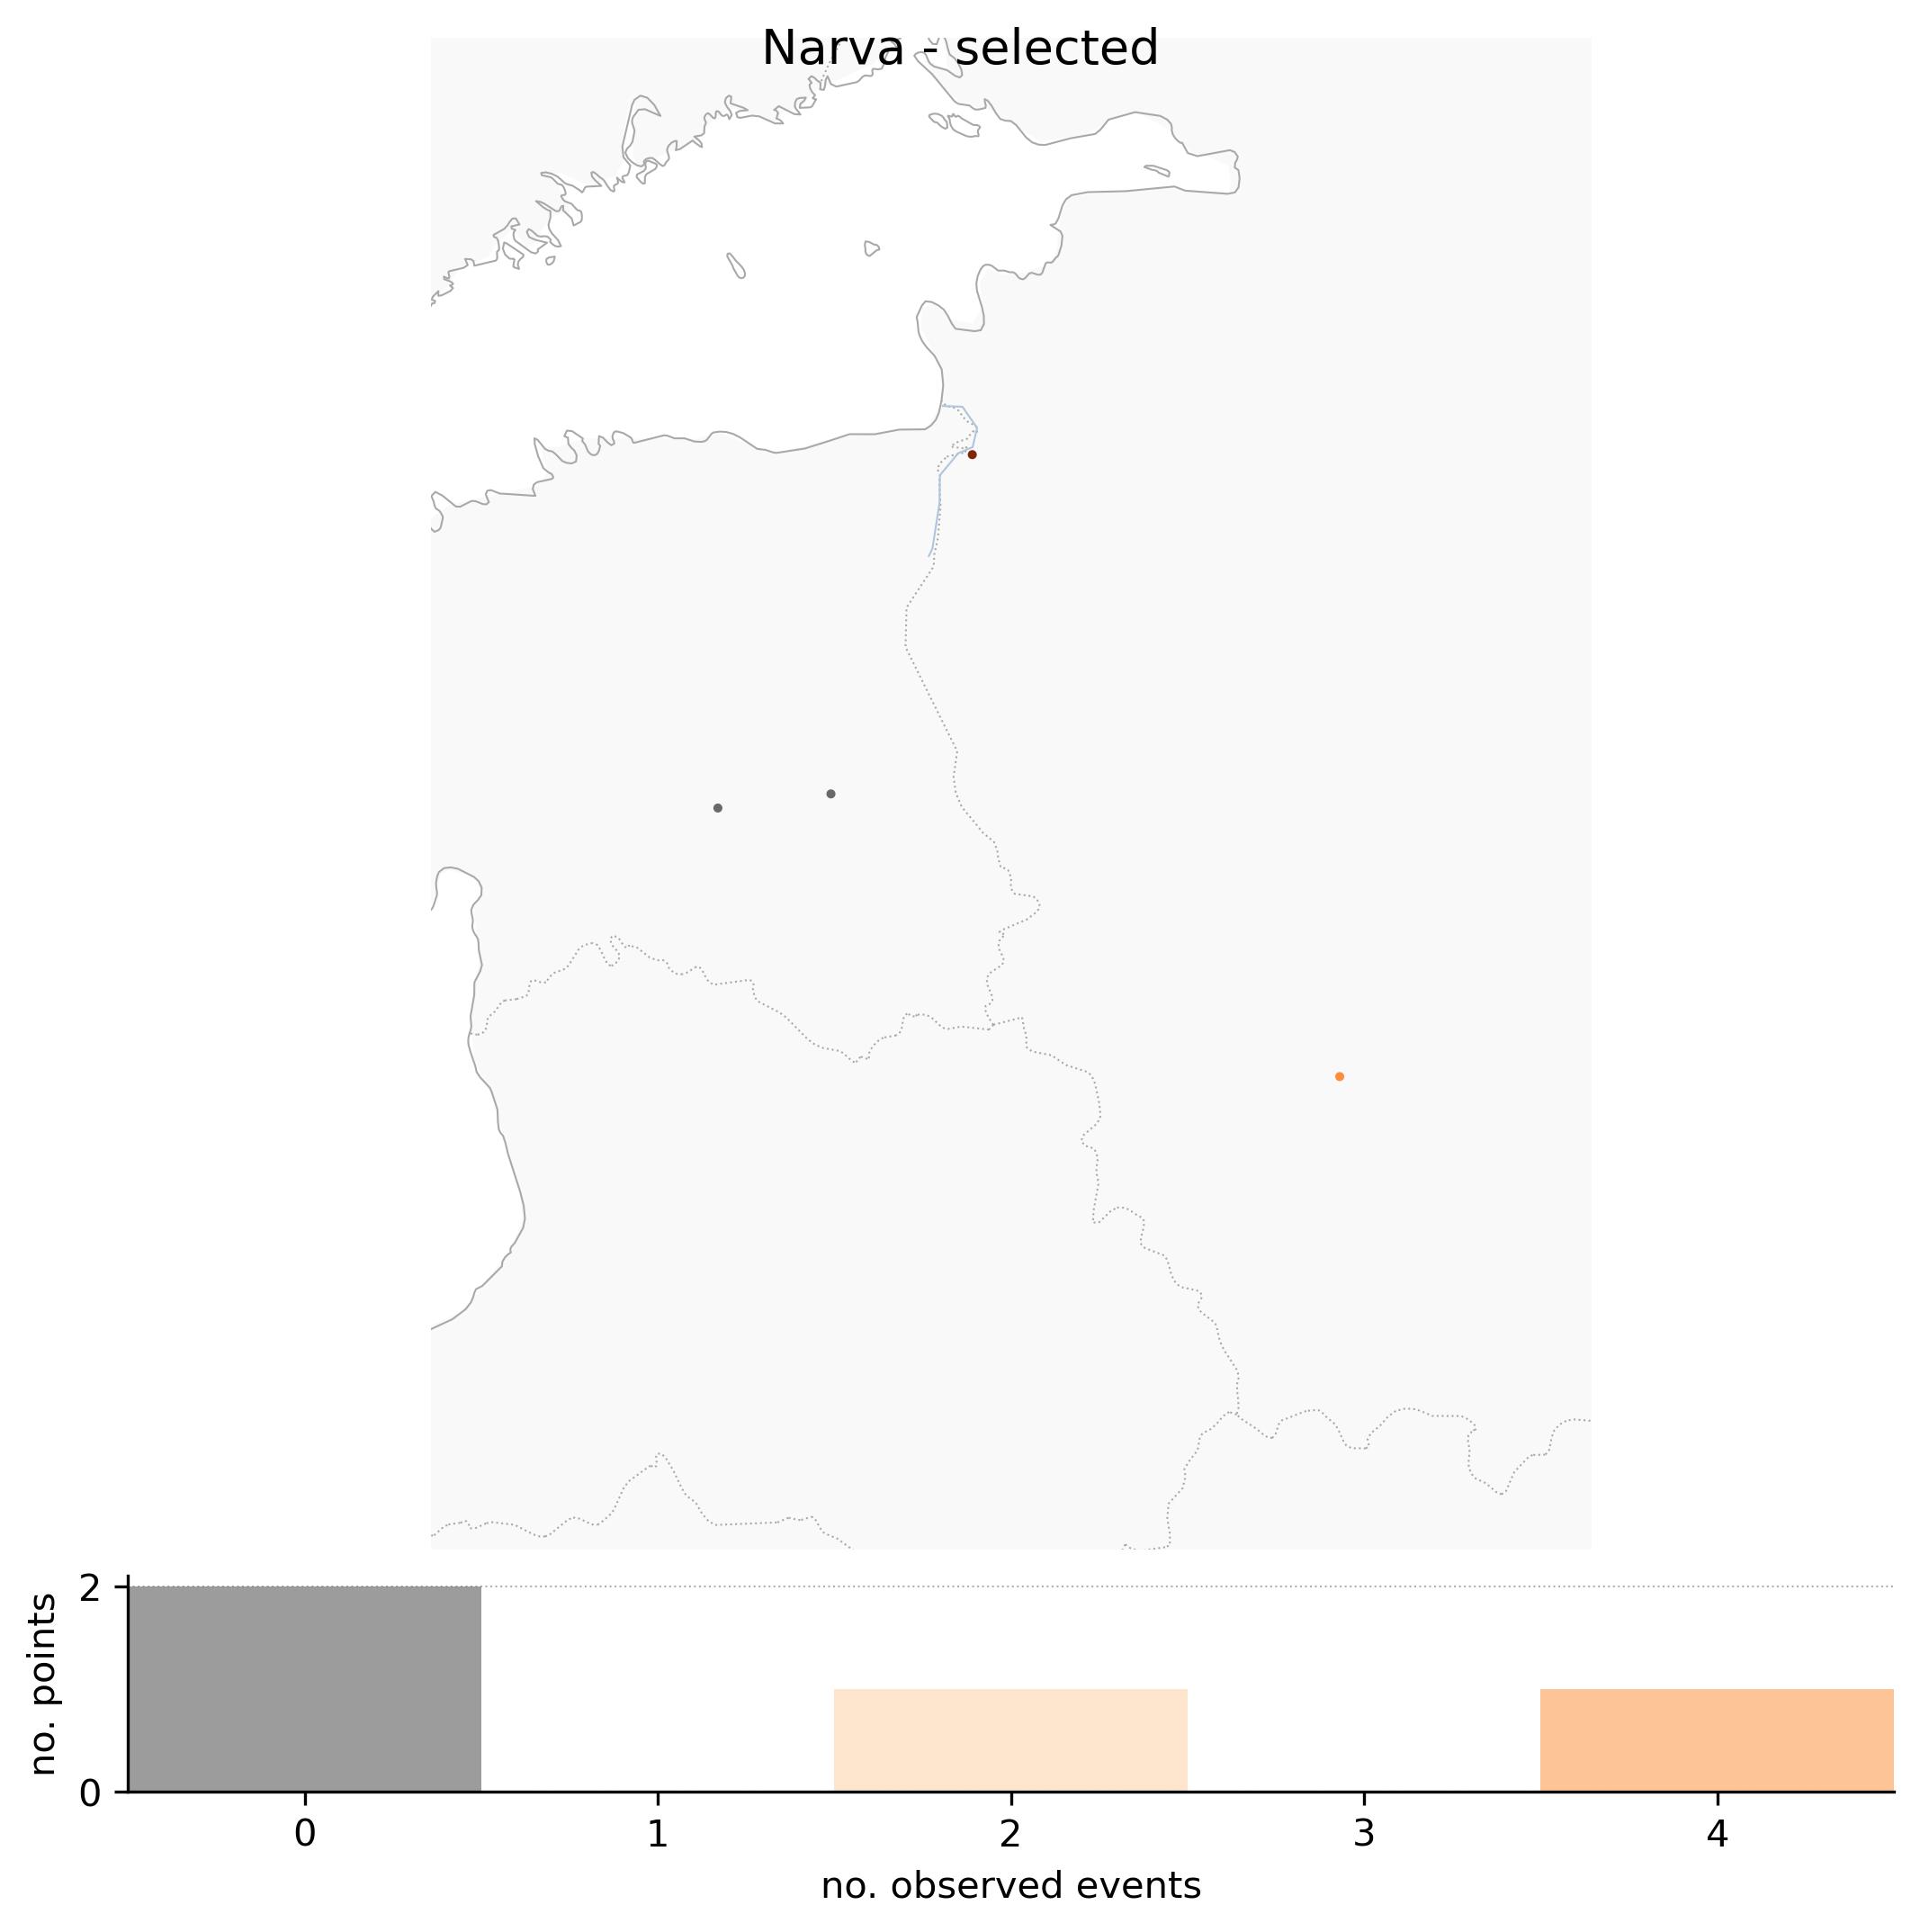 Narva - selected
2
0
no. points
0 1 2 3 4
no. observed events